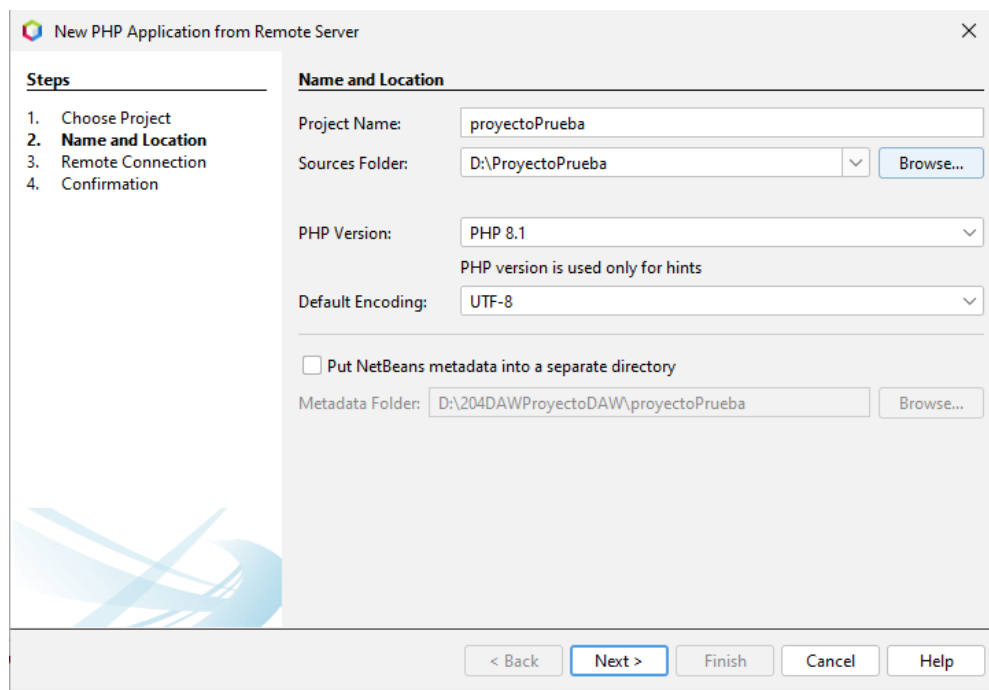 New PHP Application from Remote Server
Steps
1. Choose Project
2. Name and Location
3. Remote Connection
4. Confirmation
Name and Location
Project Name: proyectoPrueba
Sources Folder: D:\ProyectoPrueba Browse...
PHP Version: PHP 8.1
PHP version is used only for hints
Default Encoding: UTF-8
Put NetBeans metadata into a separate directory
Metadata Folder: D:\204DAWProyectoDAW\proyectoPrueba Browse...
< Back Next > Finish Cancel Help